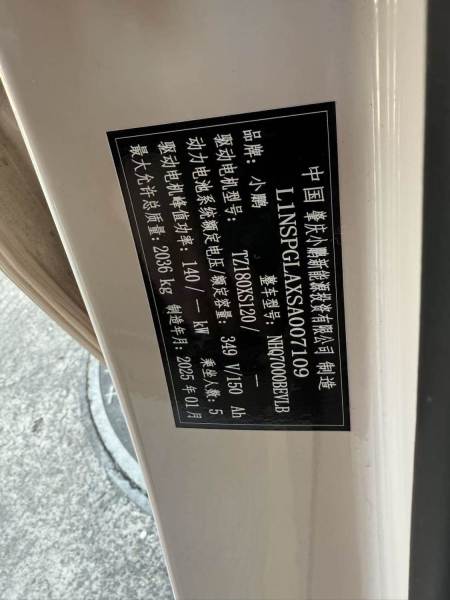 中国 肇庆小鹏新能源投资有限公司 制造
L1NSPGLAXSA007109
品牌：小鹏 整车型号：NHQ7000BEVLB
驱动电机型号：TZ180XS120/ —
动力电池系统额定电压/额定容量：349 V/150 Ah
驱动电机峰值功率：140/ — kW 乘坐人数：5
最大允许总质量：2036 kg 制造年月：2025 年 01 月